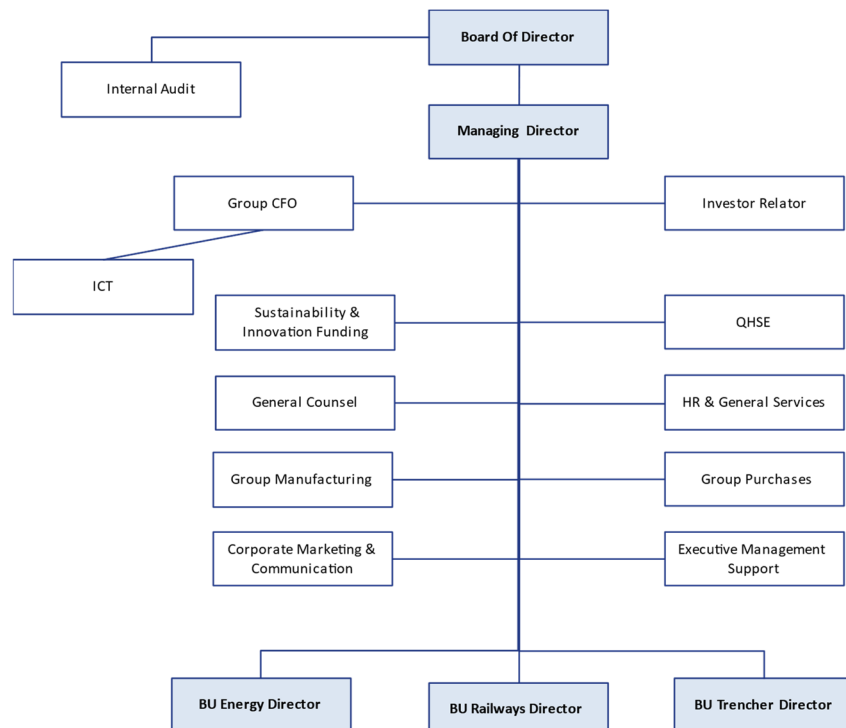 Board Of Director
Internal Audit
Managing Director
Group CFO
Investor Relator
ICT
Sustainability &
Innovation Funding
QHSE
General Counsel
HR & General Services
Group Manufacturing
Group Purchases
Corporate Marketing &
Communication
Executive Management
Support
BU Energy Director
BU Railways Director
BU Trencher Director